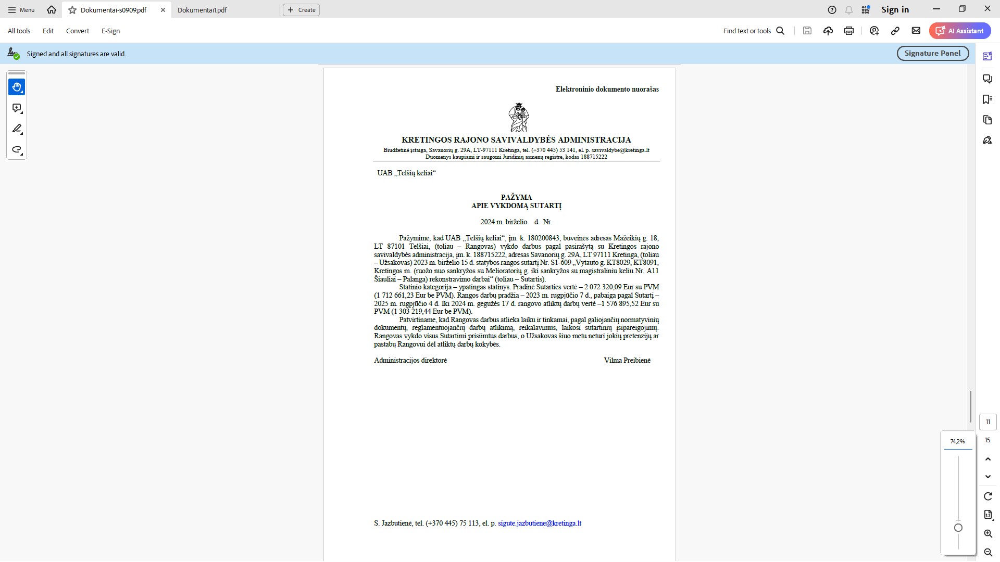 Menu
Dokumentai-s0909.pdf
Dokumentai1.pdf
Create
Sign in
All tools
Edit
Convert
E-Sign
Find text or tools
AI Assistant
Signed and all signatures are valid.
Signature Panel
Elektroninio dokumento nuorašas
KRETINGOS RAJONO SAVIVALDYBĖS ADMINISTRACIJA
Biudžetinė įstaiga, Savanorių g. 29A, LT-97111 Kretinga, tel. (+370 445) 53 141, el. p. savivaldybe@kretinga.lt
Duomenys kaupiami ir saugomi Juridinių asmenų registre, kodas 188715222
UAB „Telšių keliai“
PAŽYMA
APIE VYKDOMĄ SUTARTĮ
2024 m. birželio    d.  Nr.
Pažymime, kad UAB „Telšių keliai“, įm. k. 180200843, buveinės adresas Mažeikių g. 18,
LT 87101 Telšiai, (toliau – Rangovas) vykdo darbus pagal pasirašytą su Kretingos rajono
savivaldybės administracija, įm. k. 188715222, adresas Savanorių g. 29A, LT 97111 Kretinga, (toliau
– Užsakovas) 2023 m. birželio 15 d. statybos rangos sutartį Nr. S1-609 „Vytauto g. KT8029, KT8091,
Kretingos m. (ruožo nuo sankryžos su Melioratorių g. iki sankryžos su magistraliniu keliu Nr. A11
Šiauliai – Palanga) rekonstravimo darbai“ (toliau – Sutartis).
Statinio kategorija – ypatingas statinys. Pradinė Sutarties vertė – 2 072 320,09 Eur su PVM
(1 712 661,23 Eur be PVM). Rangos darbų pradžia – 2023 m. rugpjūčio 7 d., pabaiga pagal Sutartį –
2025 m. rugpjūčio 4 d. Iki 2024 m. gegužės 17 d. rangovo atliktų darbų vertė –1 576 895,52 Eur su
PVM (1 303 219,44 Eur be PVM).
Patvirtiname, kad Rangovas darbus atlieka laiku ir tinkamai, pagal galiojančių normatyvinių
dokumentų, reglamentuojančių darbų atlikimą, reikalavimus, laikosi sutartinių įsipareigojimų.
Rangovas vykdo visus Sutartimi prisiimtus darbus, o Užsakovas šiuo metu neturi jokių pretenzijų ar
pastabų Rangovui dėl atliktų darbų kokybės.
Administracijos direktorė
Vilma Preibienė
S. Jazbutienė, tel. (+370 445) 75 113, el. p. sigute.jazbutiene@kretinga.lt
11
15
74,2%